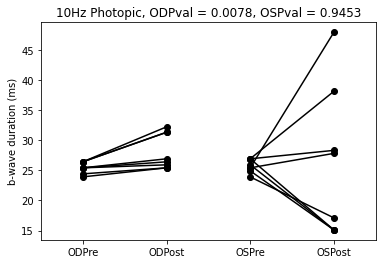 10Hz Photopic, ODPval = 0.0078, OSPval = 0.9453
b-wave duration (ms)
45
40
35
30
25
20
15
ODPre ODPost OSPre OSPost